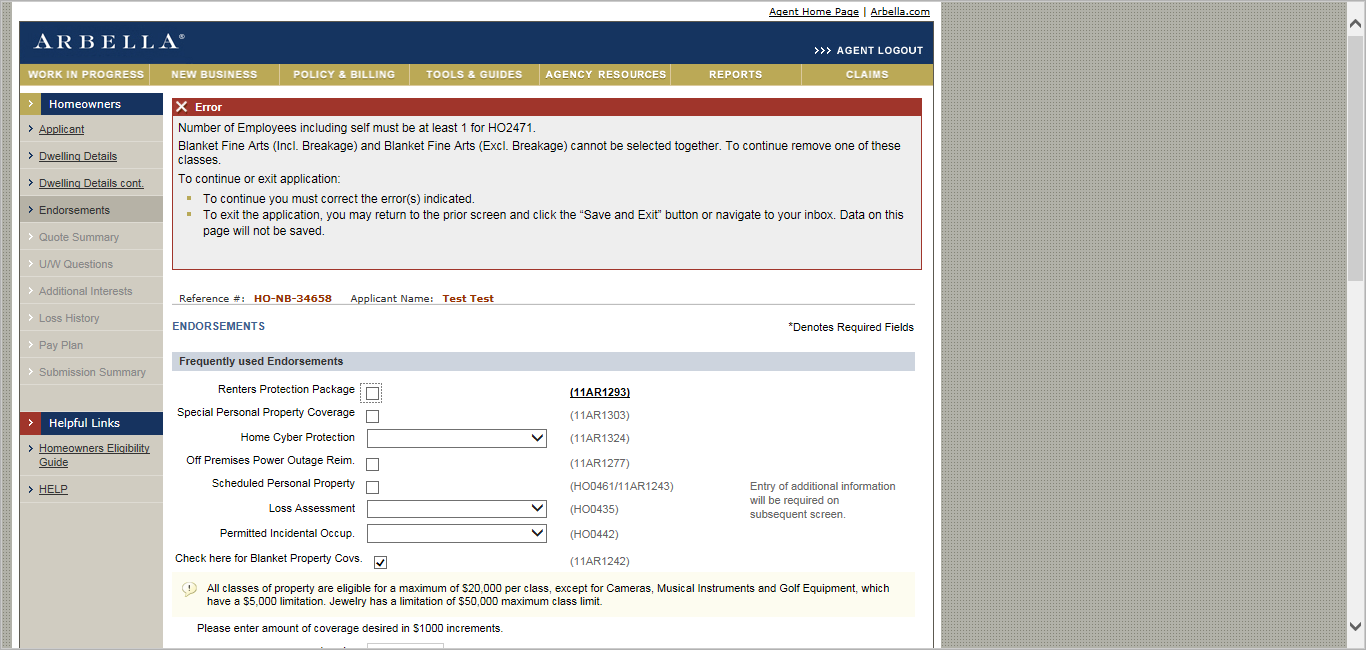 Agent Home Page | Arbella.com
ARBELLA®
>>> AGENT LOGOUT
WORK IN PROGRESS NEW BUSINESS POLICY & BILLING TOOLS & GUIDES AGENCY RESOURCES REPORTS CLAIMS
Homeowners
Applicant
Dwelling Details
Dwelling Details cont.
Endorsements
Quote Summary
U/W Questions
Additional Interests
Loss History
Pay Plan
Submission Summary
Helpful Links
Homeowners Eligibility
Guide
HELP
Error
Number of Employees including self must be at least 1 for HO2471.
Blanket Fine Arts (Incl. Breakage) and Blanket Fine Arts (Excl. Breakage) cannot be selected together. To continue remove one of these
classes.
To continue or exit application:
To continue you must correct the error(s) indicated.
To exit the application, you may return to the prior screen and click the “Save and Exit” button or navigate to your inbox. Data on this
page will not be saved.
Reference #: HO-NB-34658 Applicant Name: Test Test
ENDORSEMENTS
*Denotes Required Fields
Frequently used Endorsements
Renters Protection Package (11AR1293)
Special Personal Property Coverage (11AR1303)
Home Cyber Protection (11AR1324)
Off Premises Power Outage Reim. (11AR1277)
Scheduled Personal Property (HO0461/11AR1243) Entry of additional information
will be required on
subsequent screen.
Loss Assessment (HO0435)
Permitted Incidental Occup. (HO0442)
Check here for Blanket Property Covs. (11AR1242)
All classes of property are eligible for a maximum of $20,000 per class, except for Cameras, Musical Instruments and Golf Equipment, which
have a $5,000 limitation. Jewelry has a limitation of $50,000 maximum class limit.
Please enter amount of coverage desired in $1000 increments.